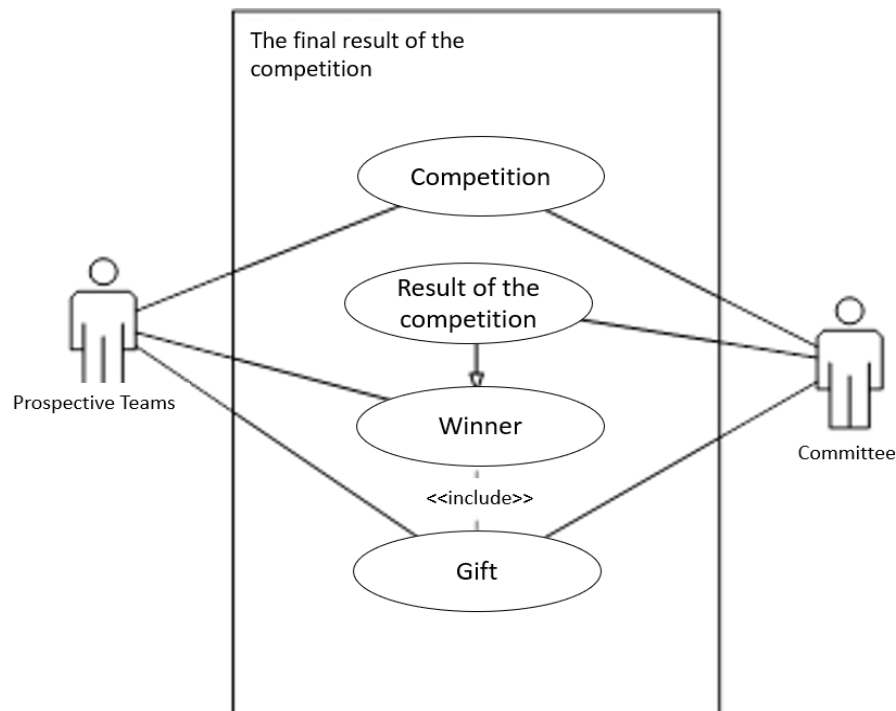 The final result of the
competition
Competition
Result of the
competition
Prospective Teams
Winner
Committee
<<include>>
Gift